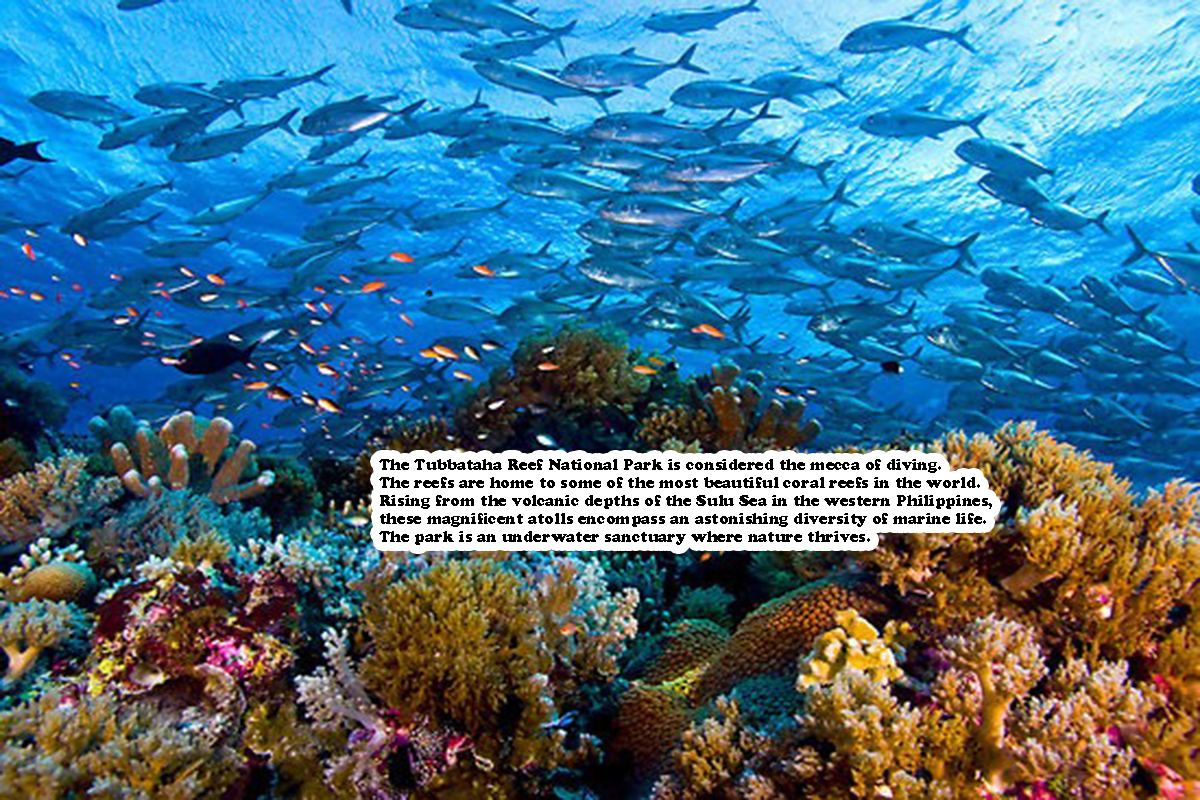 The Tubbataha Reef National Park is considered the mecca of diving.
The reefs are home to some of the most beautiful coral reefs in the world.
Rising from the volcanic depths of the Sulu Sea in the western Philippines,
these magnificent atolls encompass an astonishing diversity of marine life.
The park is an underwater sanctuary where nature thrives.